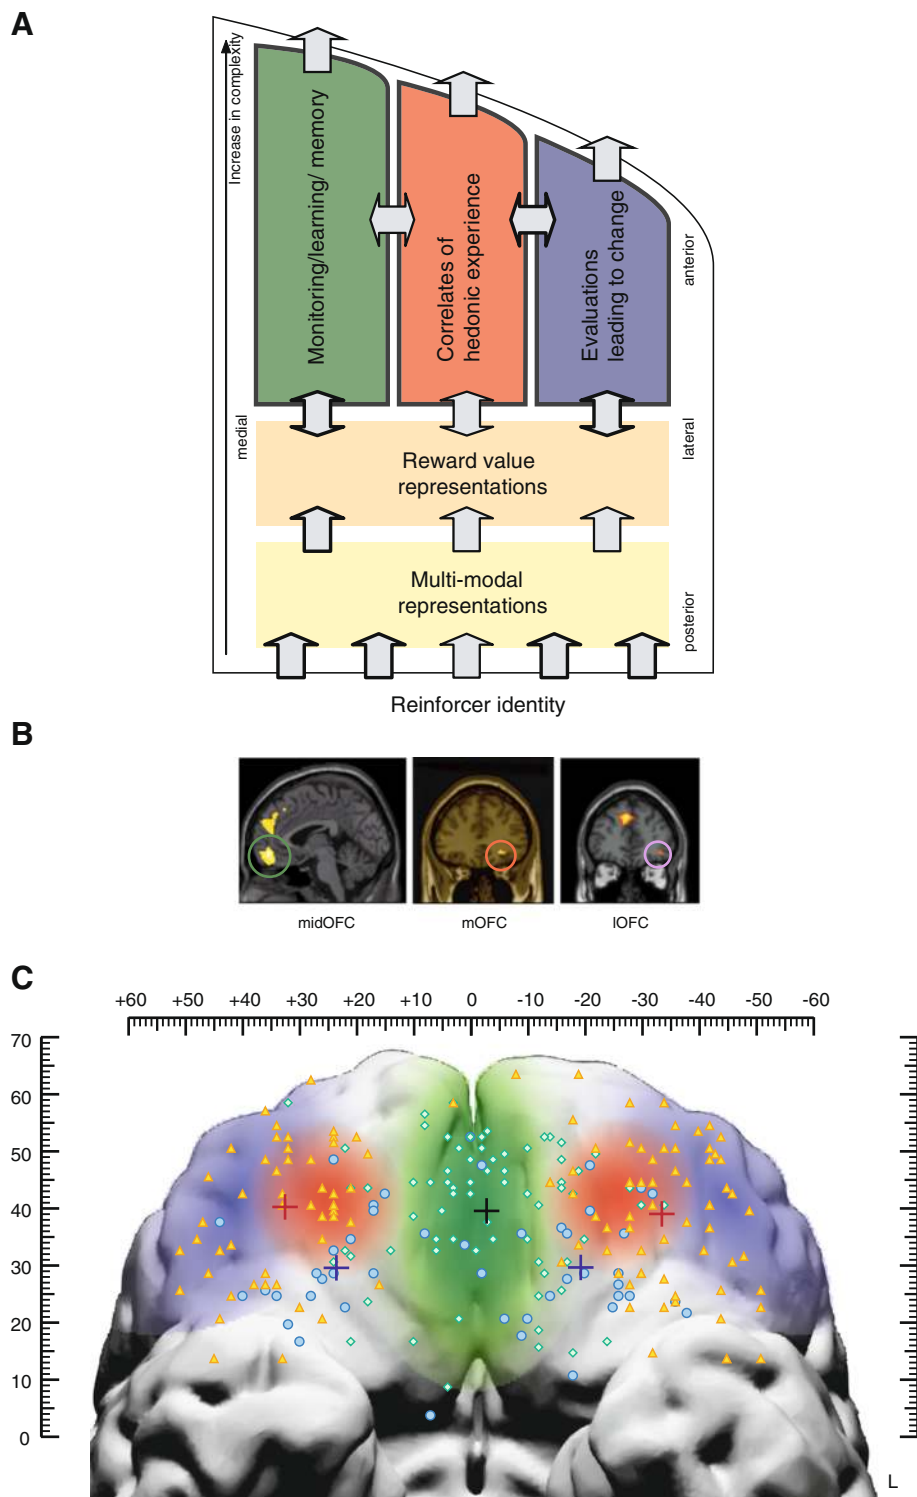 A
Increase in complexity
Monitoring/learning/ memory
Correlates of
hedonic experience
Evaluations
leading to change
anterior
medial
lateral
Reward value
representations
Multi-modal
representations
posterior
Reinforcer identity
B
midOFC
mOFC
lOFC
C
+60 +50 +40 +30 +20 +10 0 -10 -20 -30 -40 -50 -60
70
60
50
40
30
20
10
0
L